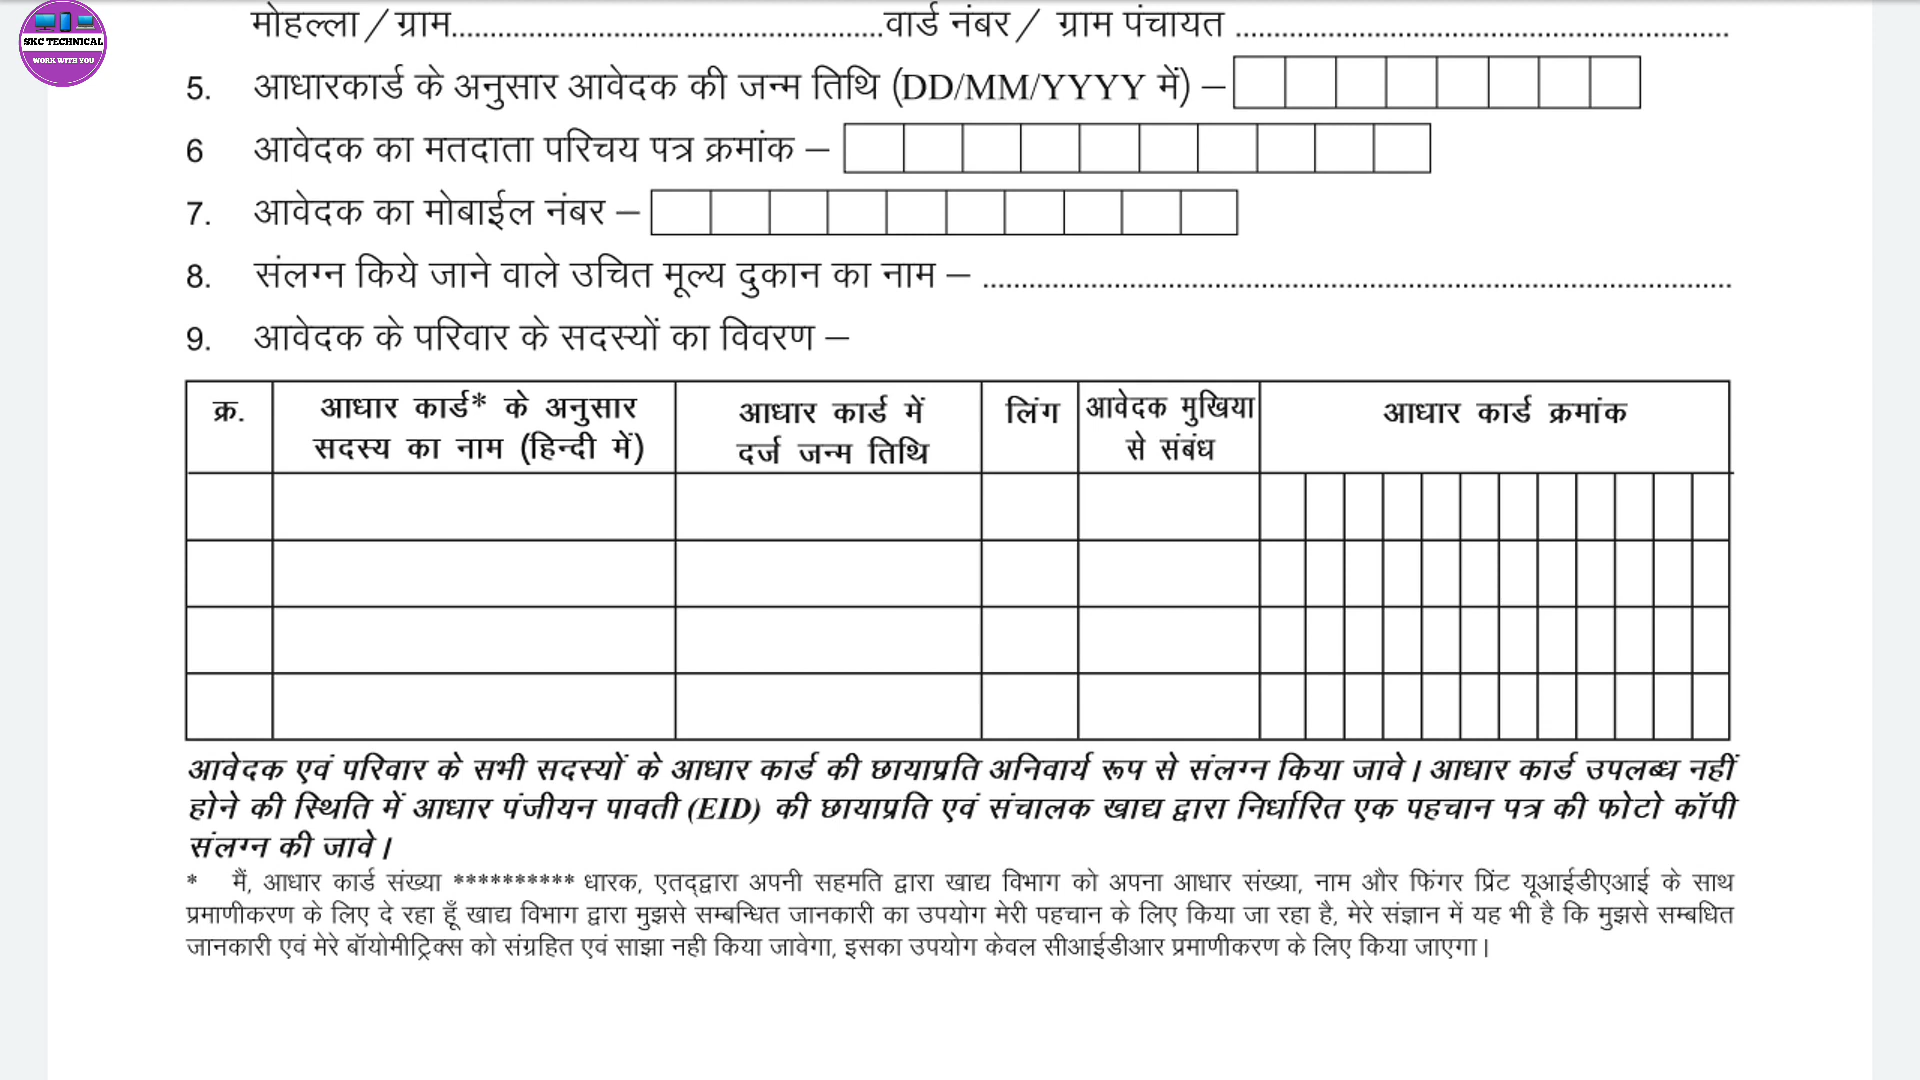 SKC TECHNICAL
WORK WITH YOU
मोहल्ला / ग्राम......................................................वार्ड नंबर / ग्राम पंचायत ..............................................................
5. आधारकार्ड के अनुसार आवेदक की जन्म तिथि (DD/MM/YYYY में) –
6 आवेदक का मतदाता परिचय पत्र क्रमांक –
7. आवेदक का मोबाईल नंबर –
8. संलग्न किये जाने वाले उचित मूल्य दुकान का नाम – ..............................................................................................
9. आवेदक के परिवार के सदस्यों का विवरण –
क्र. आधार कार्ड* के अनुसार सदस्य का नाम (हिन्दी में) आधार कार्ड में दर्ज जन्म तिथि लिंग आवेदक मुखिया से संबंध आधार कार्ड क्रमांक
आवेदक एवं परिवार के सभी सदस्यों के आधार कार्ड की छायाप्रति अनिवार्य रूप से संलग्न किया जावे। आधार कार्ड उपलब्ध नहीं
होने की स्थिति में आधार पंजीयन पावती (EID) की छायाप्रति एवं संचालक खाद्य द्वारा निर्धारित एक पहचान पत्र की फोटो कॉपी
संलग्न की जावे।
* मैं, आधार कार्ड संख्या ********** धारक, एतद्द्वारा अपनी सहमति द्वारा खाद्य विभाग को अपना आधार संख्या, नाम और फिंगर प्रिंट यूआईडीएआई के साथ
प्रमाणीकरण के लिए दे रहा हूँ खाद्य विभाग द्वारा मुझसे सम्बन्धित जानकारी का उपयोग मेरी पहचान के लिए किया जा रहा है, मेरे संज्ञान में यह भी है कि मुझसे सम्बधित
जानकारी एवं मेरे बॉयोमीट्रिक्स को संग्रहित एवं साझा नही किया जावेगा, इसका उपयोग केवल सीआईडीआर प्रमाणीकरण के लिए किया जाएगा।